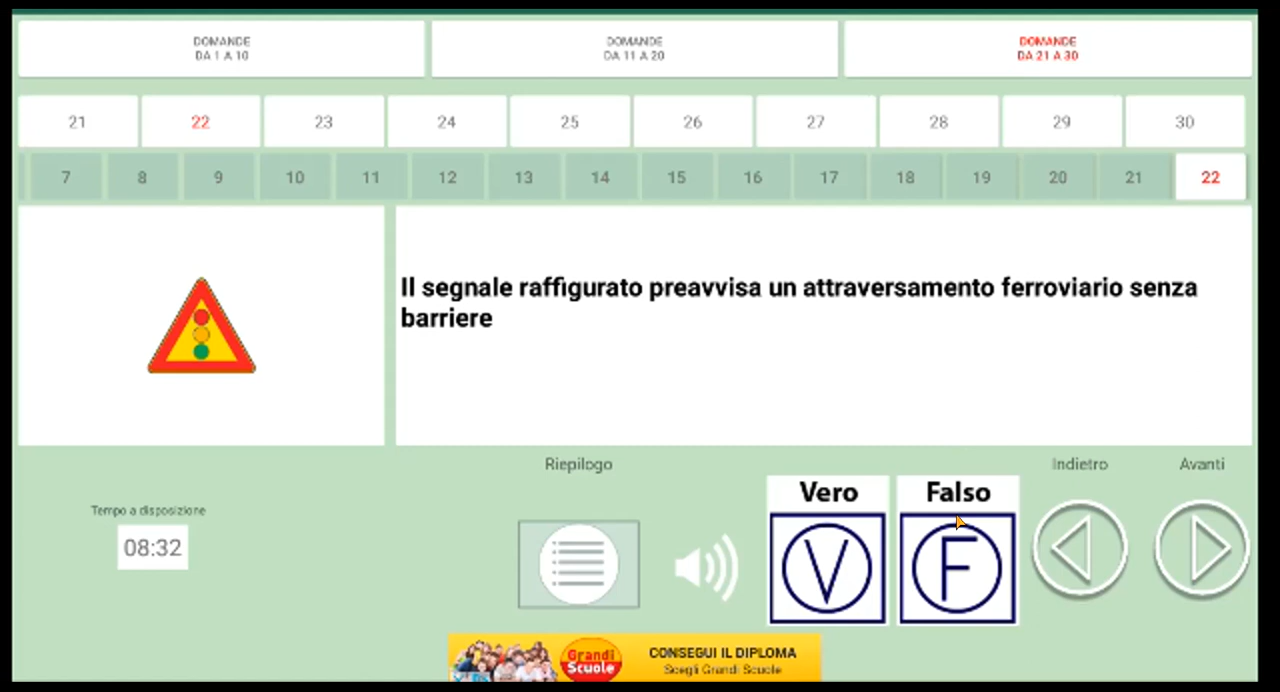 DOMANDE
DA 1 A 10
DOMANDE
DA 11 A 20
DOMANDE
DA 21 A 30
21 22 23 24 25 26 27 28 29 30
7 8 9 10 11 12 13 14 15 16 17 18 19 20 21 22
Il segnale raffigurato preavvisa un attraversamento ferroviario senza
barriere
Riepilogo
Indietro
Avanti
Tempo a disposizione
08:32
Vero
Falso
V
F
Grandi
Scuole
CONSEGUI IL DIPLOMA
Scegli Grandi Scuole